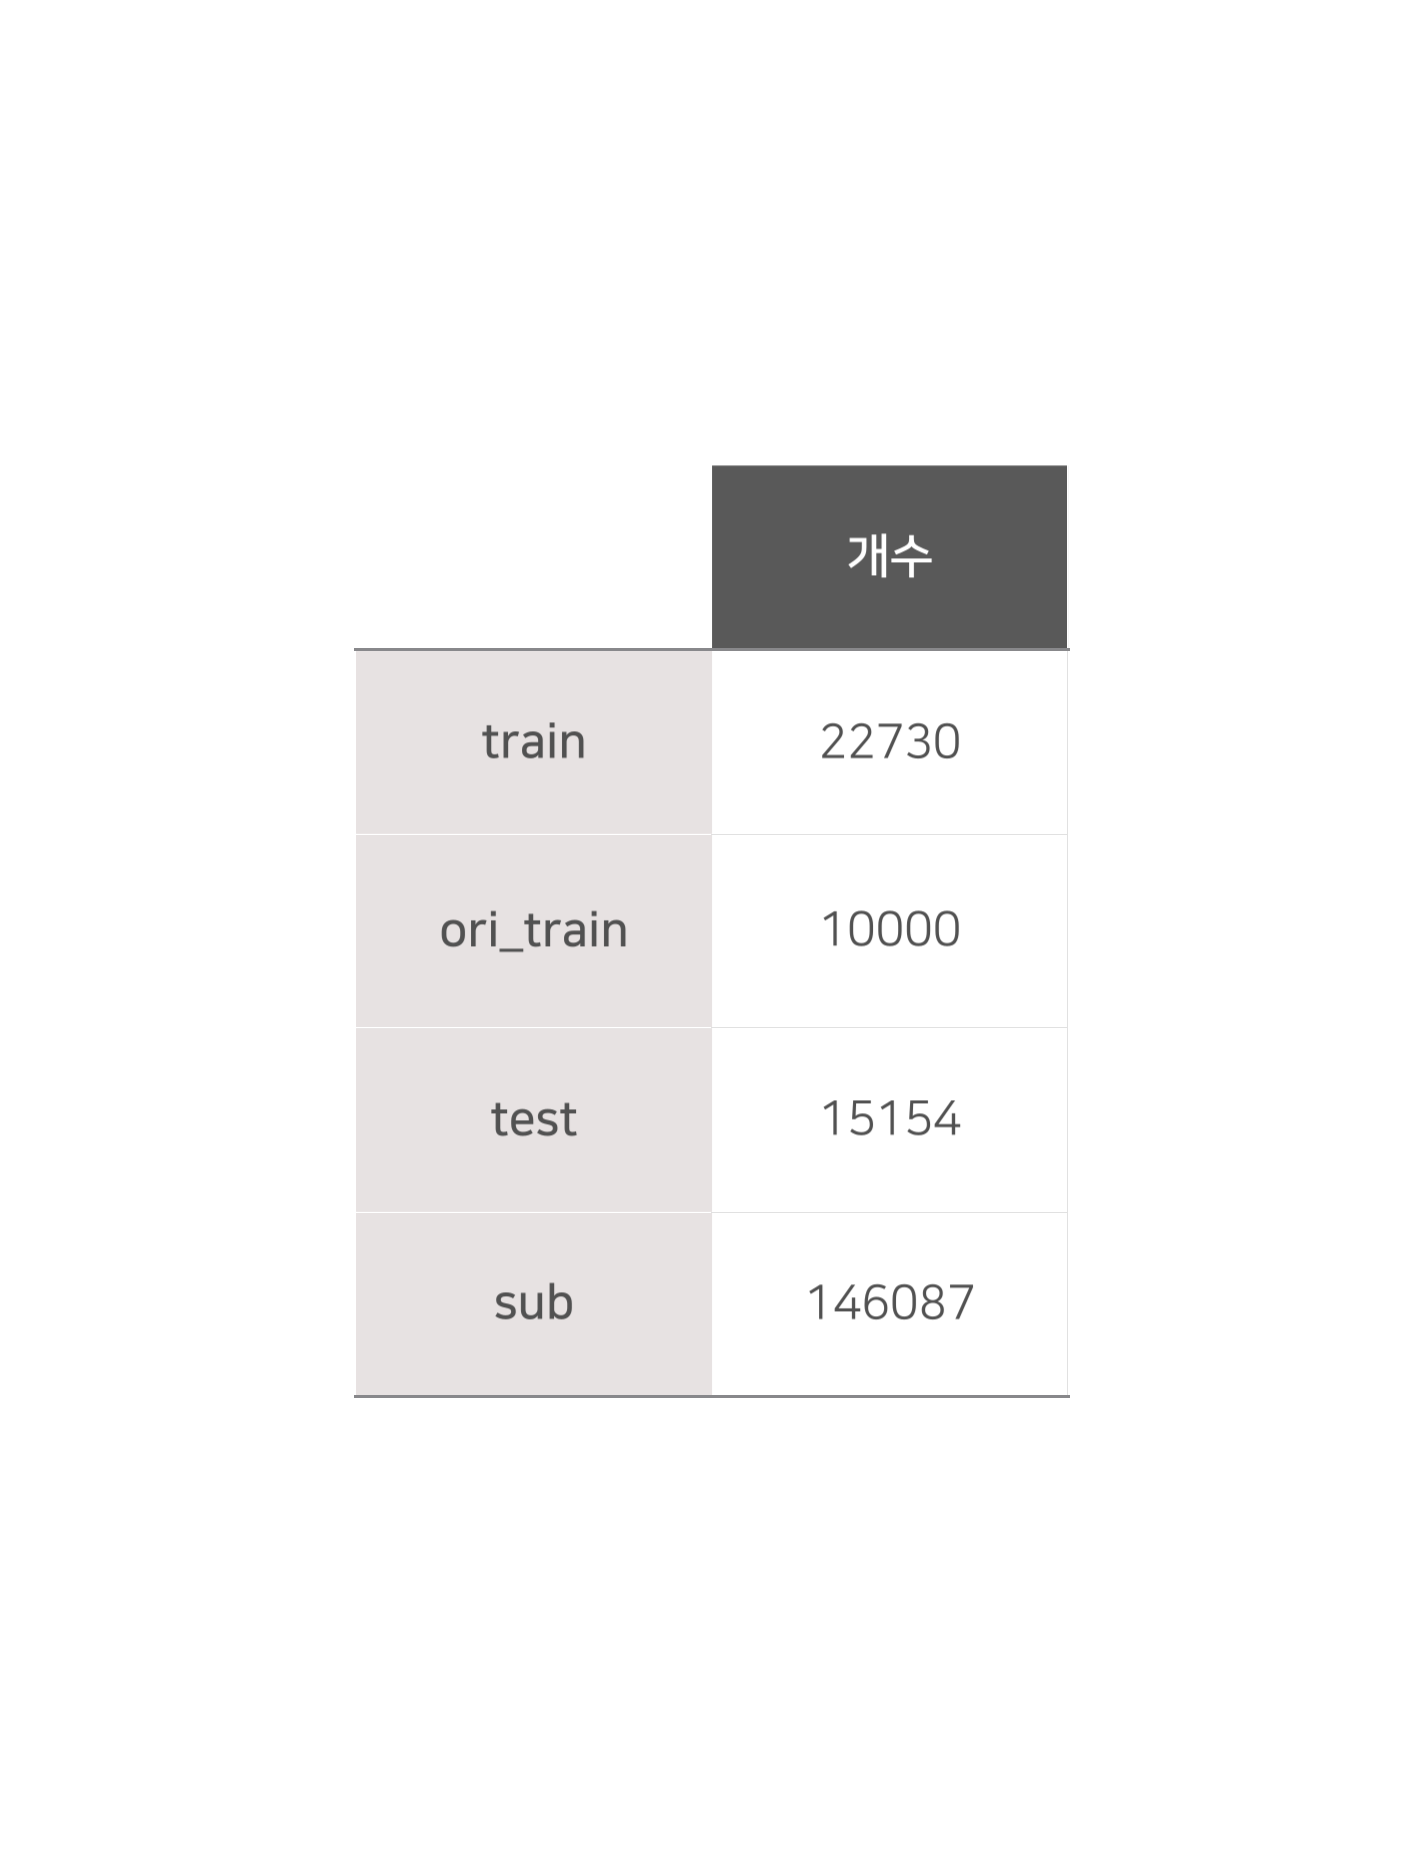 개수
train 22730
ori_train 10000
test 15154
sub 146087